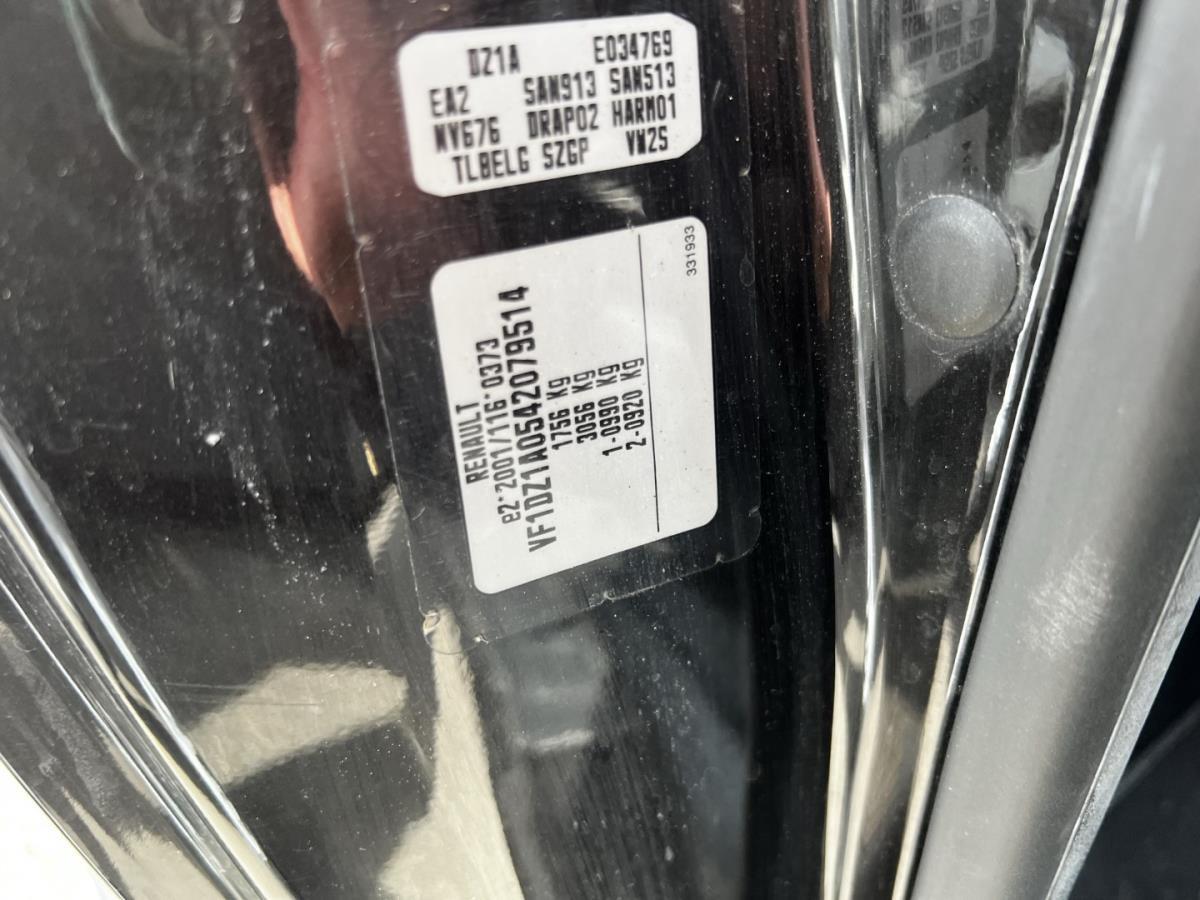 DZ1A E034769
EA2 SAN913 SAN513
NV676 DRAP02 HARM01
TLBELG SZGP VW2S
RENAULT
e2*2001/116*0373
VF1DZ1A0542079514
1756 Kg
3056 Kg
1-0990 Kg
2-0920 Kg
331933